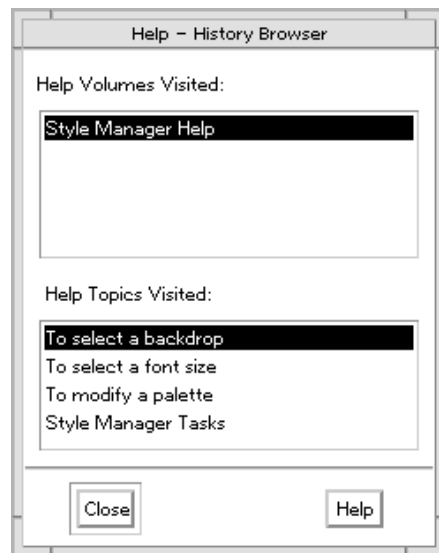 Help - History Browser
Help Volumes Visited:
Style Manager Help
Help Topics Visited:
To select a backdrop
To select a font size
To modify a palette
Style Manager Tasks
Close Help